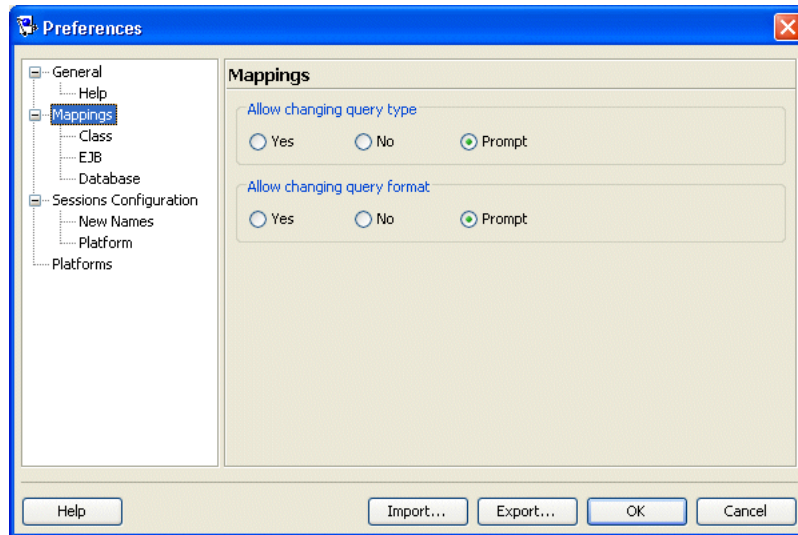 Preferences
General
Help
Mappings
Class
EJB
Database
Sessions Configuration
New Names
Platform
Platforms
Mappings
Allow changing query type
Yes No Prompt
Allow changing query format
Yes No Prompt
Help Import... Export... OK Cancel